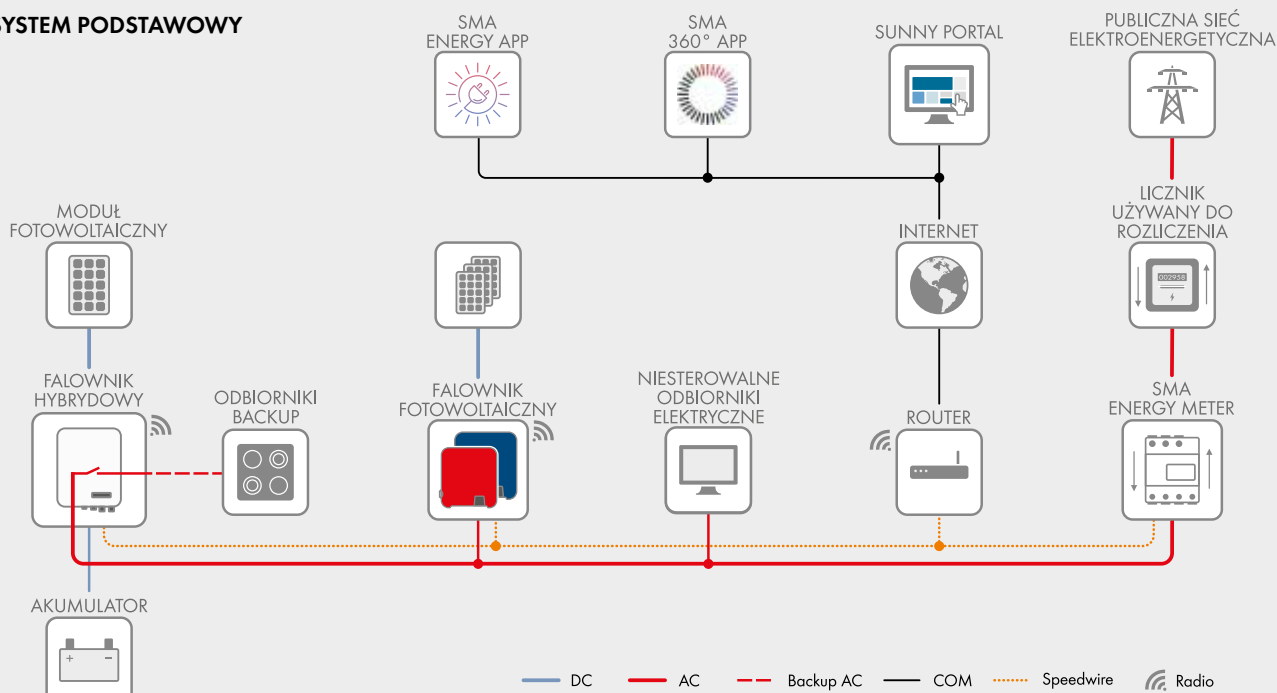 SYSTEM PODSTAWOWY
SMA
ENERGY APP
SMA
360° APP
SUNNY PORTAL
PUBLICZNA SIEĆ
ELEKTROENERGETYCZNA
MODUŁ
FOTOWOLTAICZNY
INTERNET
LICZNIK
UŻYWANY DO
ROZLICZENIA
002958
FALOWNIK
HYBRYDOWY
ODBIORNIKI
BACKUP
FALOWNIK
FOTOWOLTAICZNY
NIESTEROWALNE
ODBIORNIKI
ELEKTRYCZNE
ROUTER
SMA
ENERGY METER
AKUMULATOR
+ −
DC
AC
Backup AC
COM
Speedwire
Radio